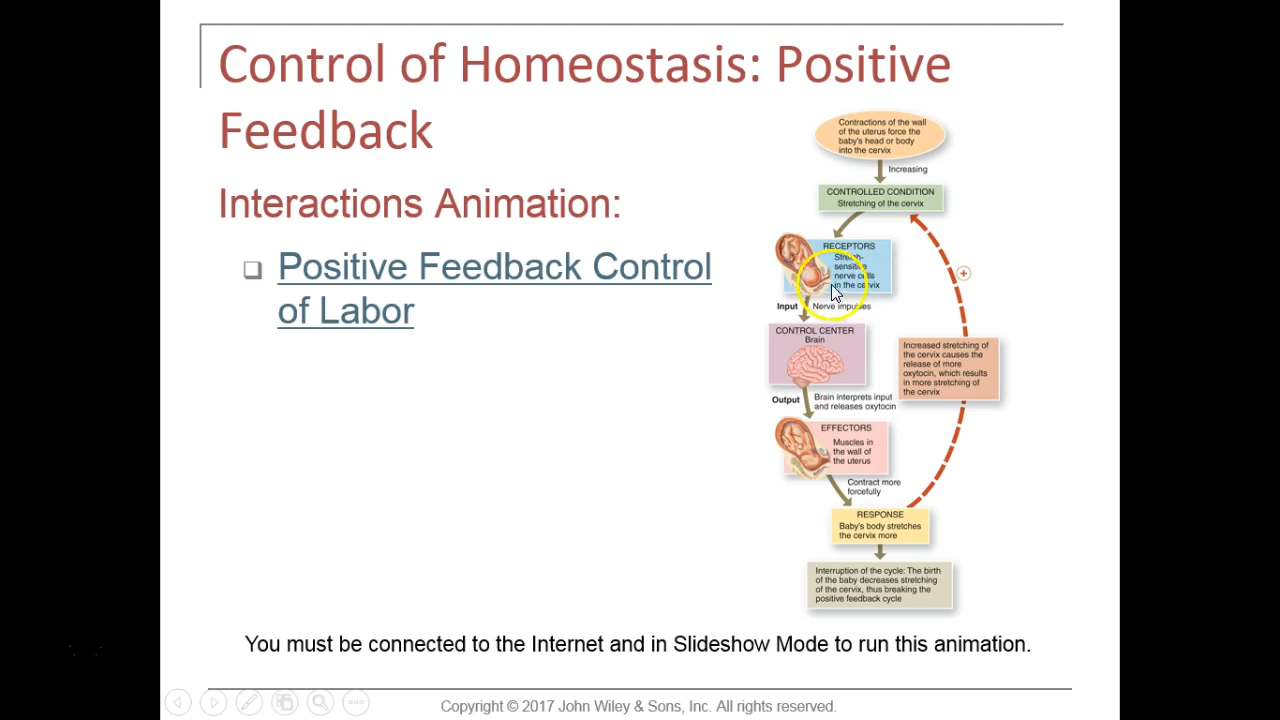 Control of Homeostasis: Positive
Feedback
Interactions Animation:
Positive Feedback Control
of Labor
Contractions of the wall
of the uterus force the
baby's head or body
into the cervix
Increasing
CONTROLLED CONDITION
Stretching of the cervix
RECEPTORS
Stretch-
sensitive
nerve cells
in the cervix
+
Input
Nerve impulses
CONTROL CENTER
Brain
Increased stretching of
the cervix causes the
release of more
oxytocin, which results
in more stretching of
the cervix
Output
Brain interprets input
and releases oxytocin
EFFECTORS
Muscles in
the wall of
the uterus
Contract more
forcefully
RESPONSE
Baby's body stretches
the cervix more
Interruption of the cycle: The birth
of the baby decreases stretching
of the cervix, thus breaking the
positive feedback cycle
You must be connected to the Internet and in Slideshow Mode to run this animation.
Copyright © 2017 John Wiley & Sons, Inc. All rights reserved.